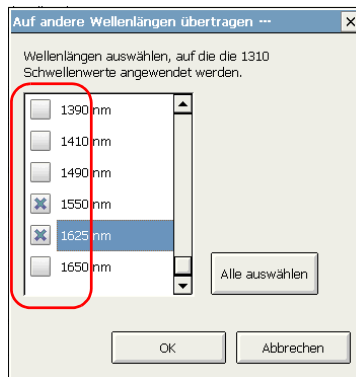 Auf andere Wellenlängen übertragen ···
Wellenlängen auswählen, auf die die 1310
Schwellenwerte angewendet werden.
1390 nm
1410 nm
1490 nm
1550 nm
1625 nm
1650 nm
Alle auswählen
OK
Abbrechen